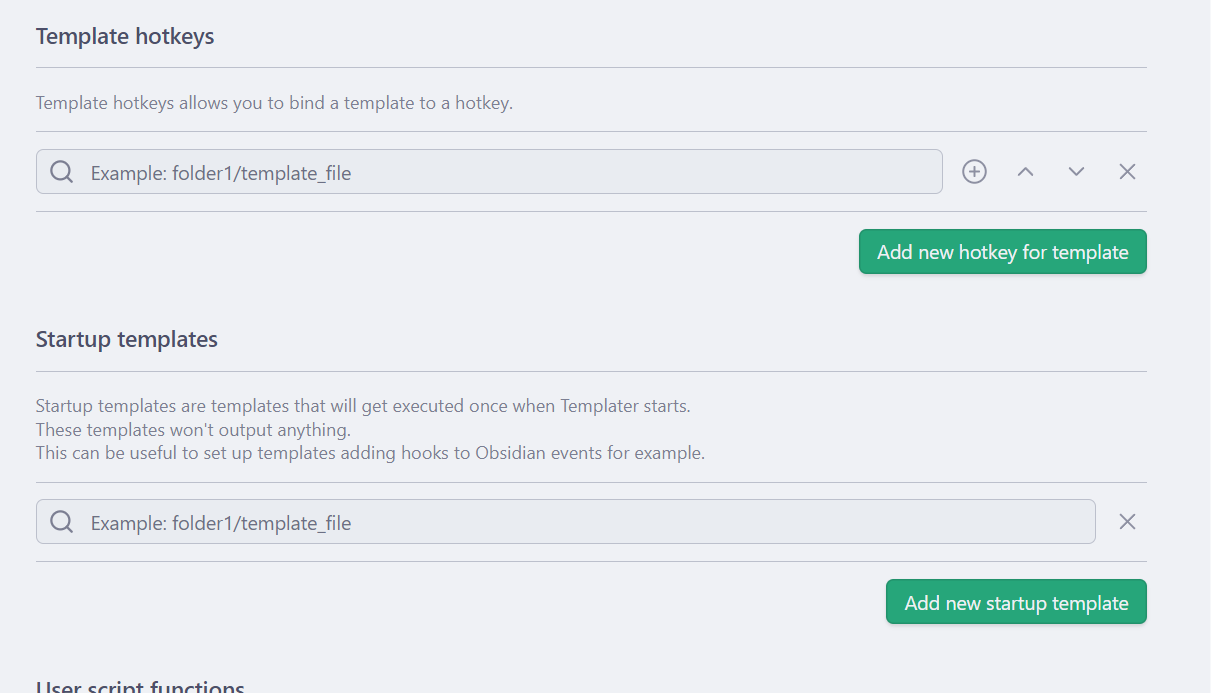 Template hotkeys
Template hotkeys allows you to bind a template to a hotkey.
Example: folder1/template_file
Add new hotkey for template
Startup templates
Startup templates are templates that will get executed once when Templater starts.
These templates won't output anything.
This can be useful to set up templates adding hooks to Obsidian events for example.
Example: folder1/template_file
Add new startup template
User script functions